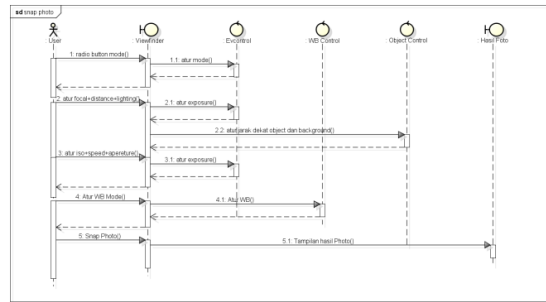 sd snap photo
User
Viewfinder
Evcontrol
WB Control
Object Control
Hasil Foto
1: radio button mode()
1.1: atur mode()
2: atur focal+distance+lighting()
2.1: atur exposure()
2.2: atur jarak dekat object dan background()
3: atur iso+speed+apereture()
3.1: atur exposure()
4: Atur WB Mode()
4.1: Atur WB()
5: Snap Photo()
5.1: Tampilan hasil Photo()